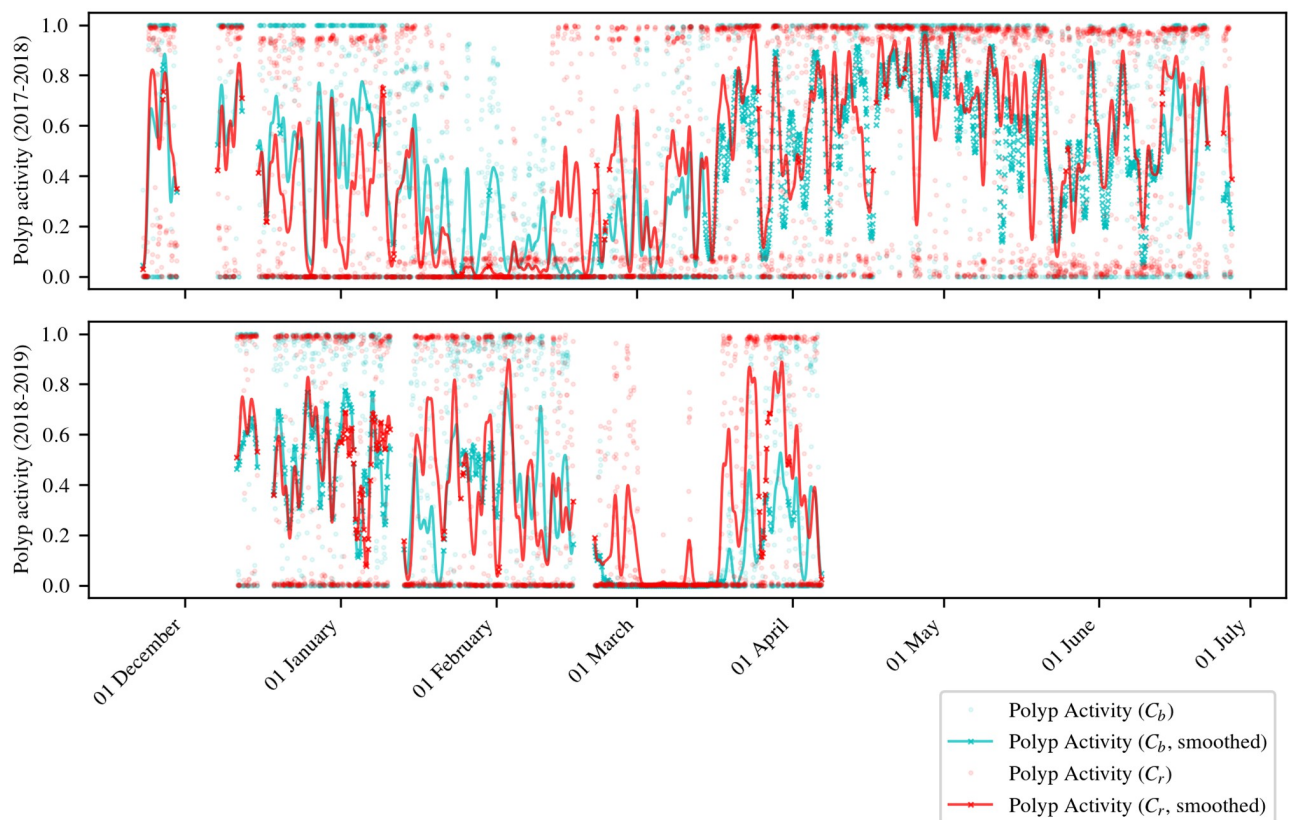 Polyp activity (2017-2018)
1.0
0.8
0.6
0.4
0.2
0.0
Polyp activity (2018-2019)
1.0
0.8
0.6
0.4
0.2
0.0
01 December
01 January
01 February
01 March
01 April
01 May
01 June
01 July
Polyp Activity (C_b)
Polyp Activity (C_b, smoothed)
Polyp Activity (C_r)
Polyp Activity (C_r, smoothed)